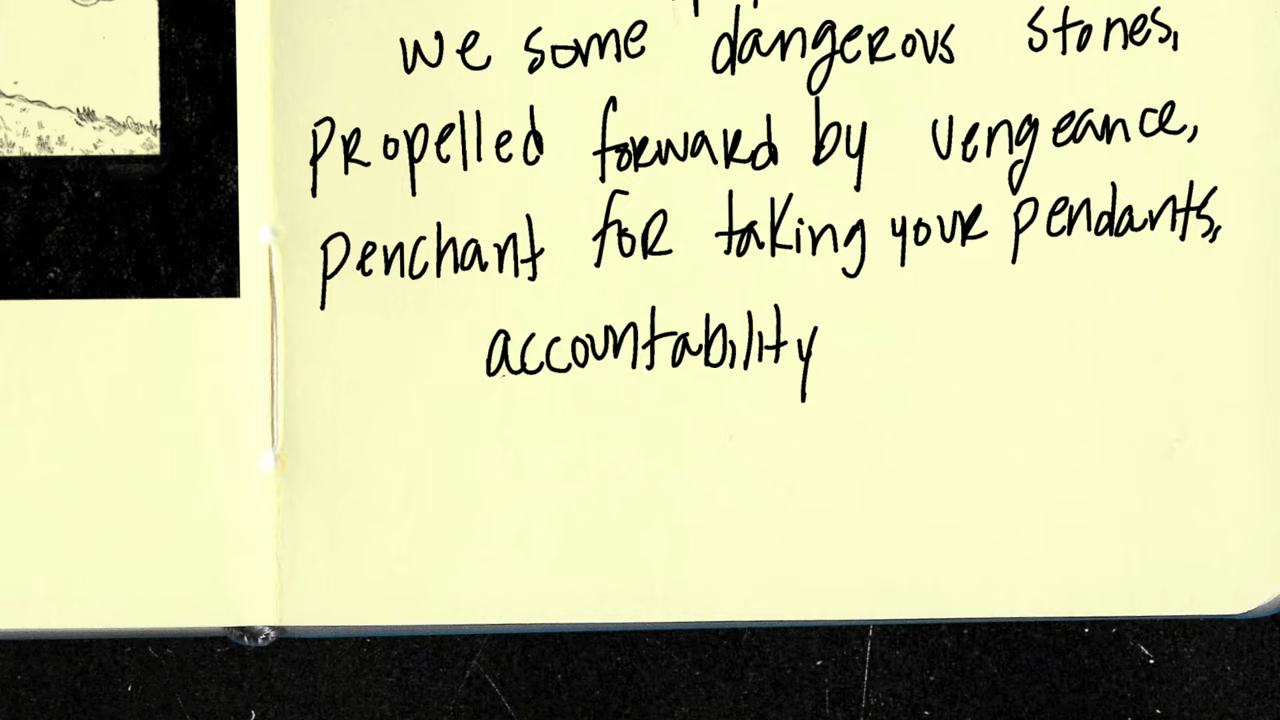 we some dangerous stones,
propelled forward by vengeance,
penchant for taking your pendants,
accountability